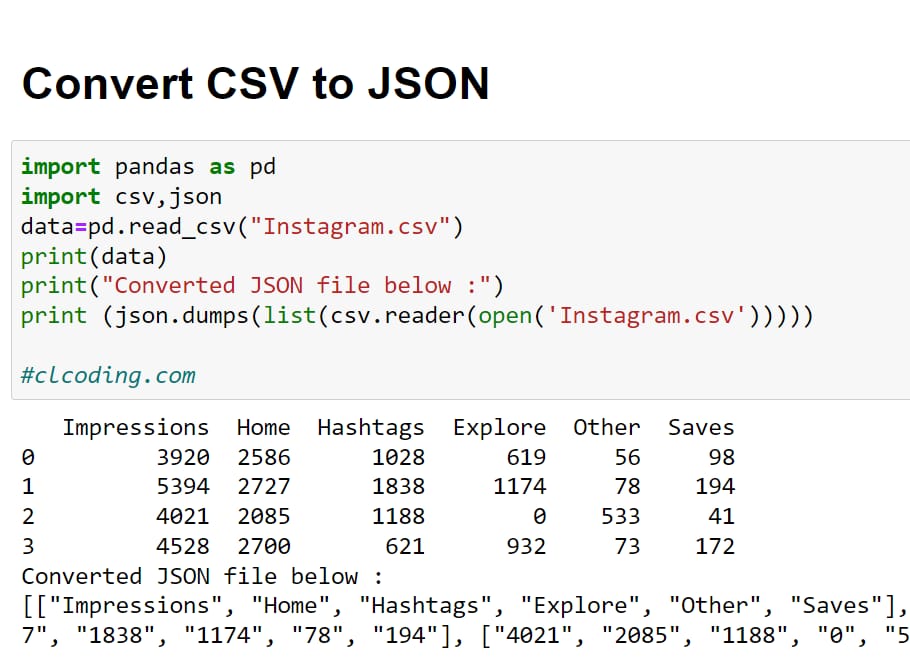 Convert CSV to JSON
import pandas as pd
import csv,json
data=pd.read_csv("Instagram.csv")
print(data)
print("Converted JSON file below :")
print (json.dumps(list(csv.reader(open('Instagram.csv')))))
#clcoding.com
Impressions Home Hashtags Explore Other Saves
0 3920 2586 1028 619 56 98
1 5394 2727 1838 1174 78 194
2 4021 2085 1188 0 533 41
3 4528 2700 621 932 73 172
Converted JSON file below :
[["Impressions", "Home", "Hashtags", "Explore", "Other", "Saves"],
7", "1838", "1174", "78", "194"], ["4021", "2085", "1188", "0", "5